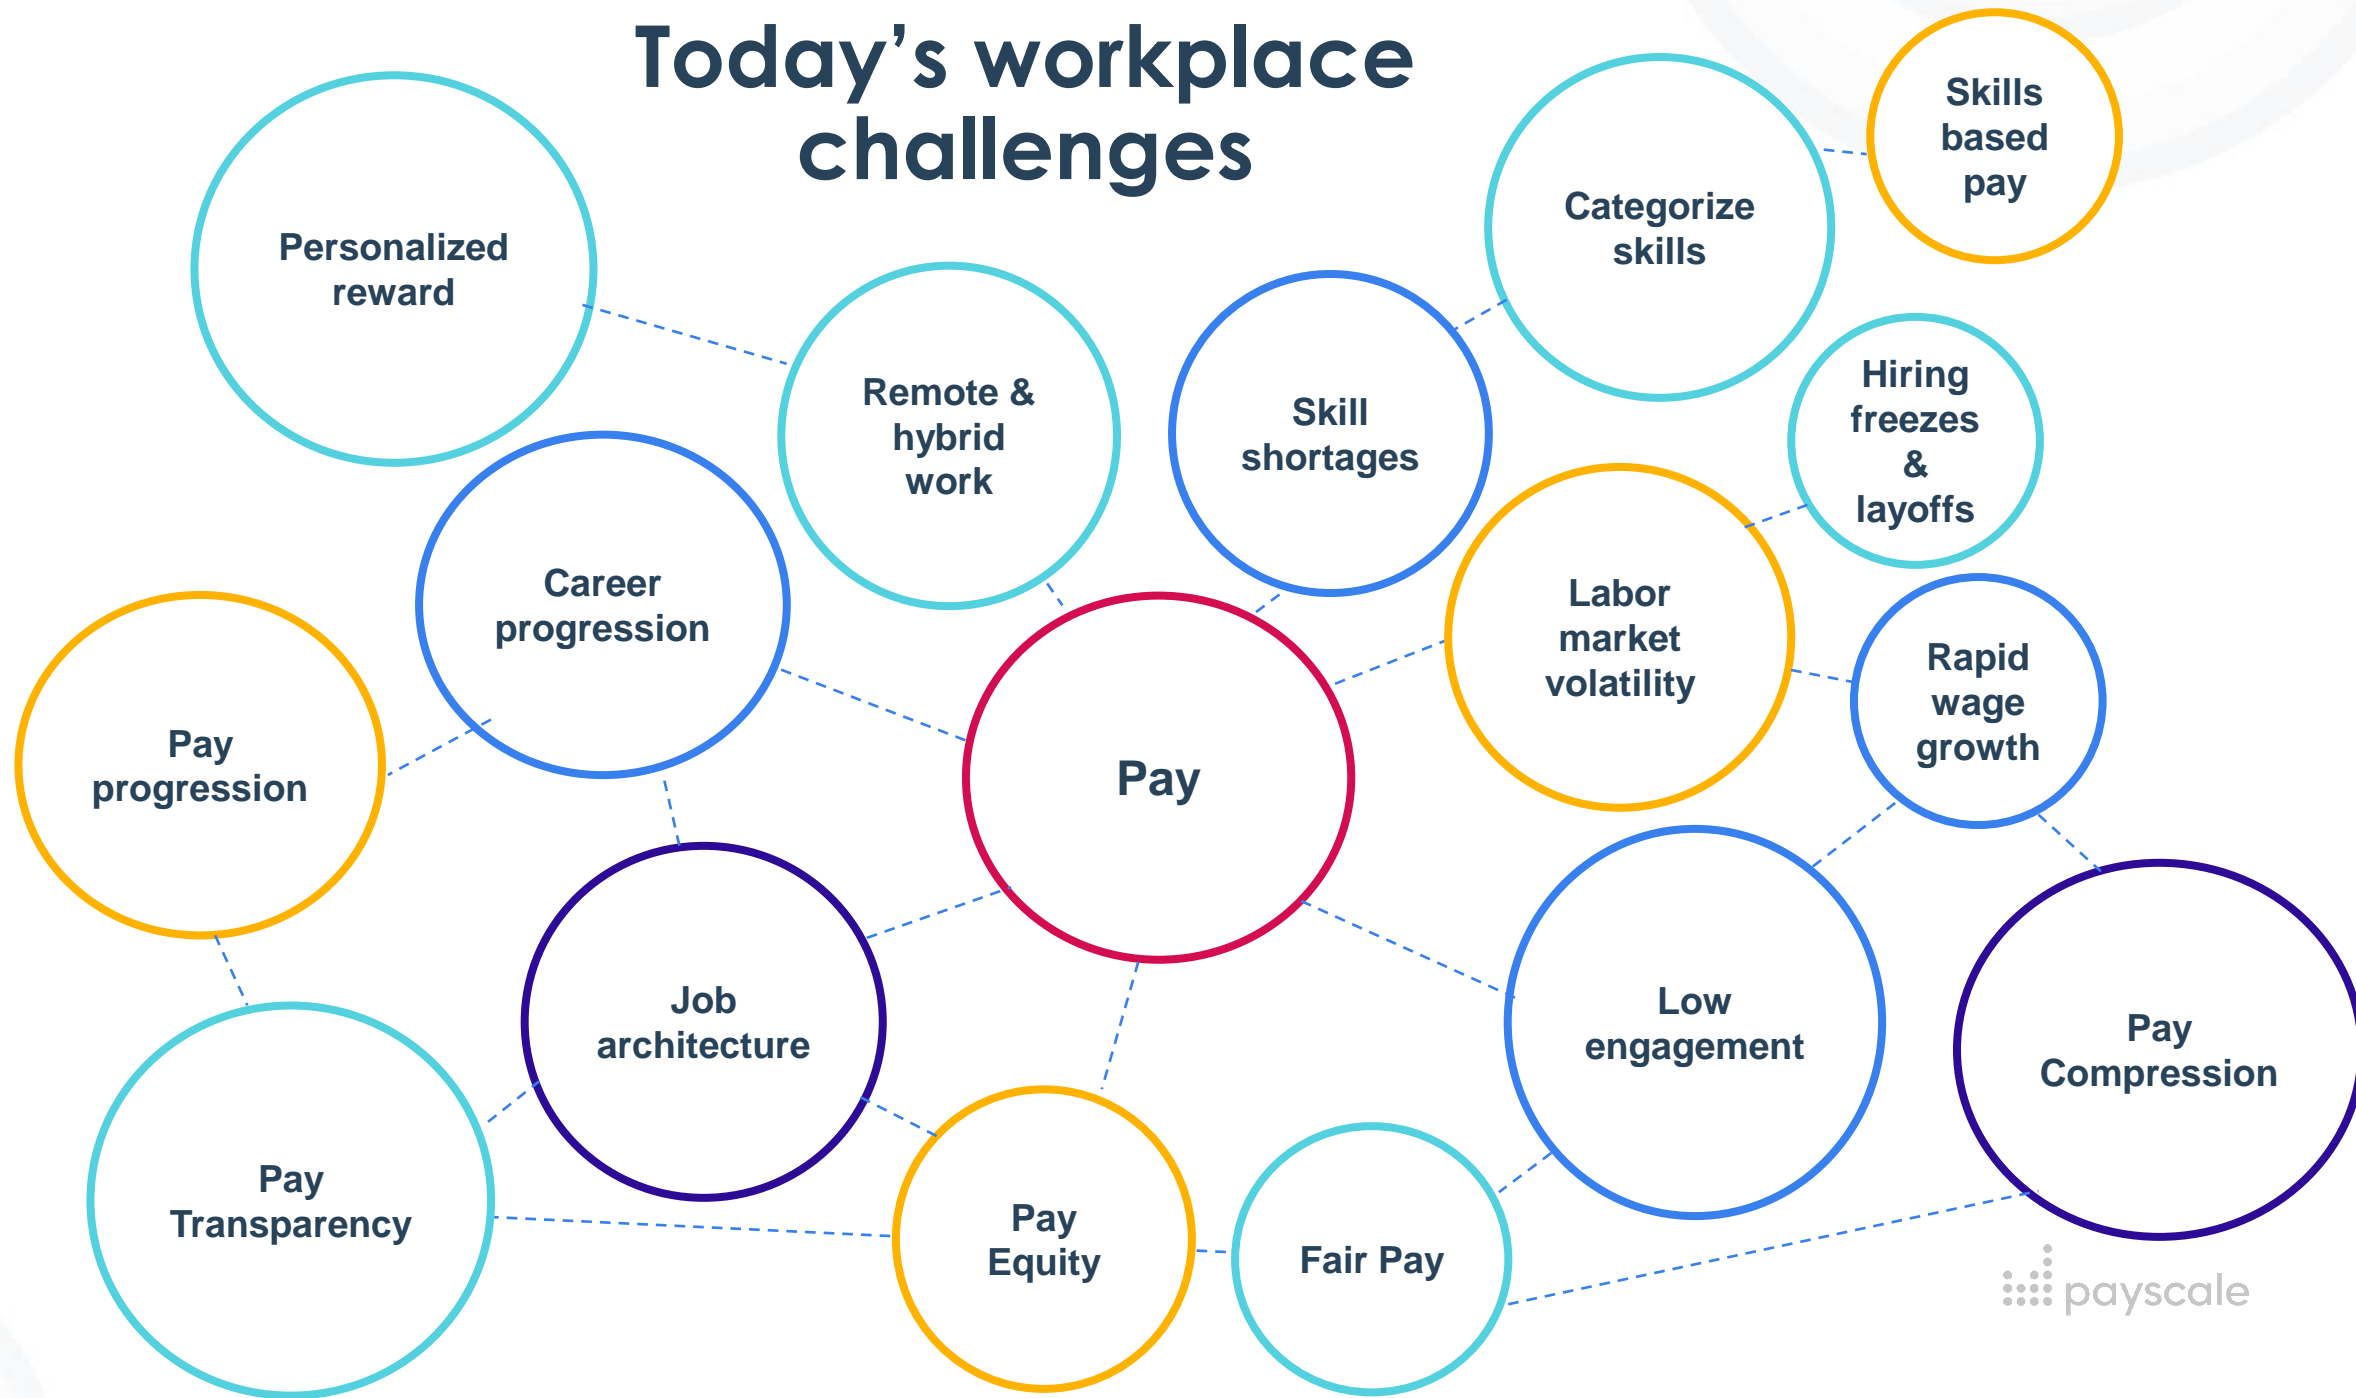 Today's workplace
challenges
Skills
based
pay
Categorize
skills
Personalized
reward
Remote &
hybrid
work
Skill
shortages
Hiring
freezes
&
layoffs
Career
progression
Labor
market
volatility
Rapid
wage
growth
Pay
progression
Pay
Job
architecture
Low
engagement
Pay
Compression
Pay
Transparency
Pay
Equity
Fair Pay
payscale